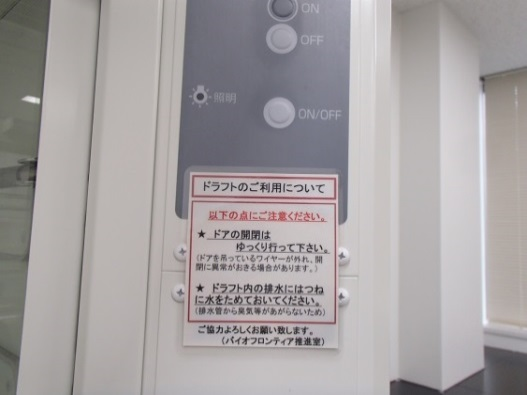 ON
OFF
照明
ON/OFF
ドラフトのご利用について
以下の点にご注意ください。
★ ドアの開閉は
ゆっくり行って下さい。
(ドアを吊っているワイヤーが外れ、開
閉に異常がおきる場合があります。)
★ ドラフト内の排水にはつね
に水をためておいてください。
(排水管から臭気等があがらないため)
ご協力よろしくお願い致します。
(バイオフロンティア推進室)